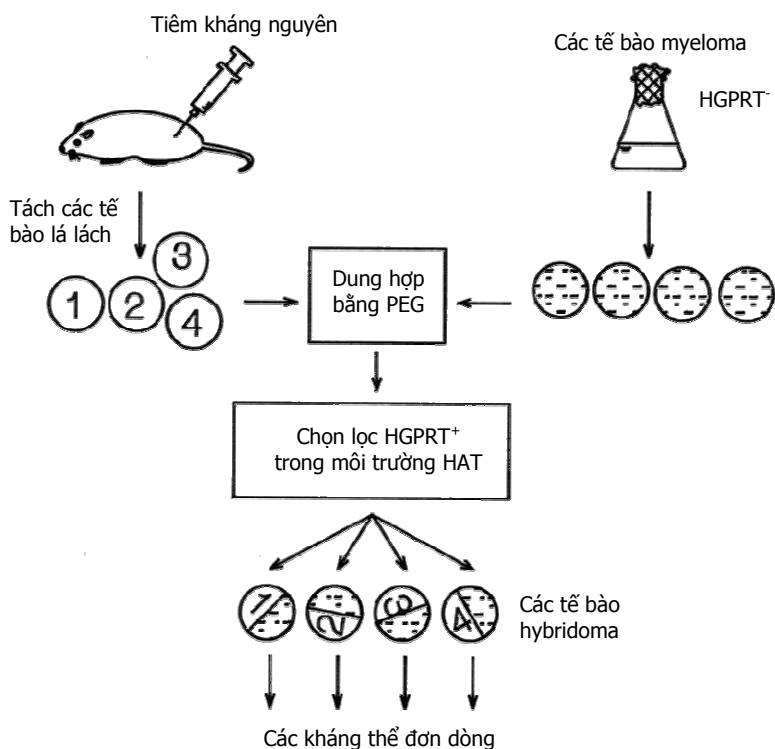 Tiêm kháng nguyên
Các tế bào myeloma
HGPRT⁻
Tách các tế
bào lá lách
1
2
3
4
Dung hợp
bằng PEG
Chọn lọc HGPRT⁺
trong môi trường HAT
1
2
3
4
Các tế bào
hybridoma
Các kháng thể đơn dòng